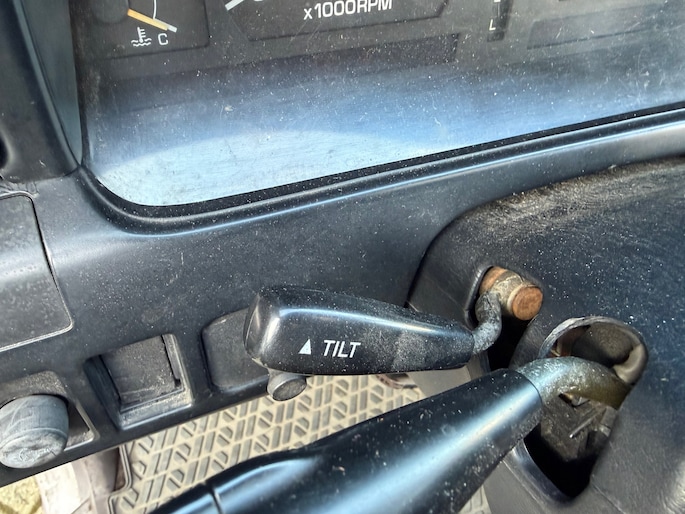 x1000RPM
C
L
▲ TILT